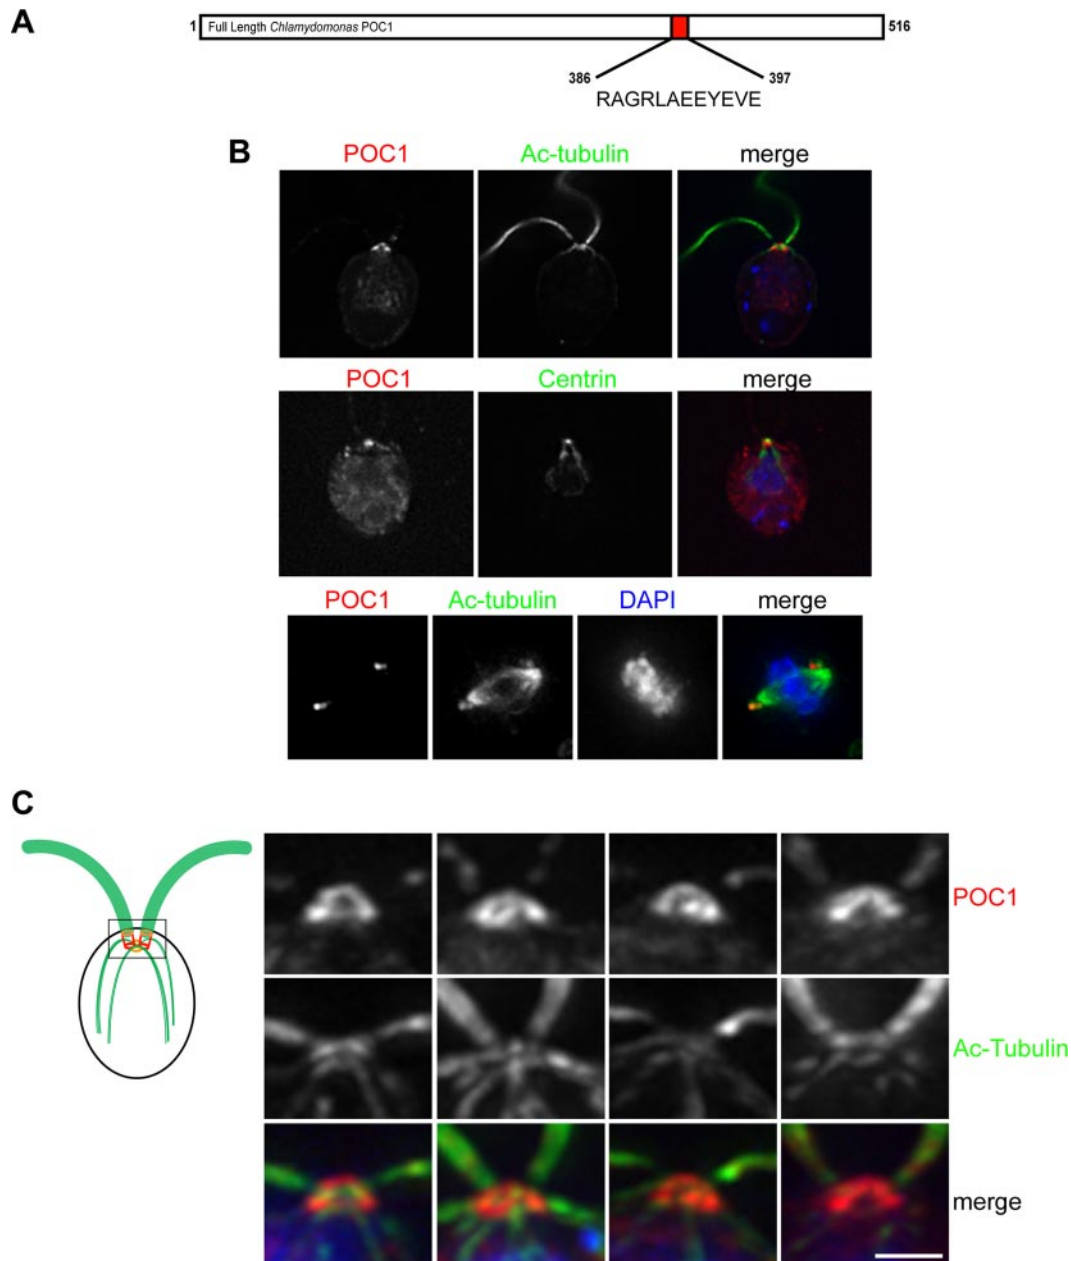 A
1 Full Length Chlamydomonas POC1 516
386 397
RAGRLAEEYEVE
B
POC1 Ac-tubulin merge
POC1 Centrin merge
POC1 Ac-tubulin DAPI merge
C
POC1
Ac-Tubulin
merge